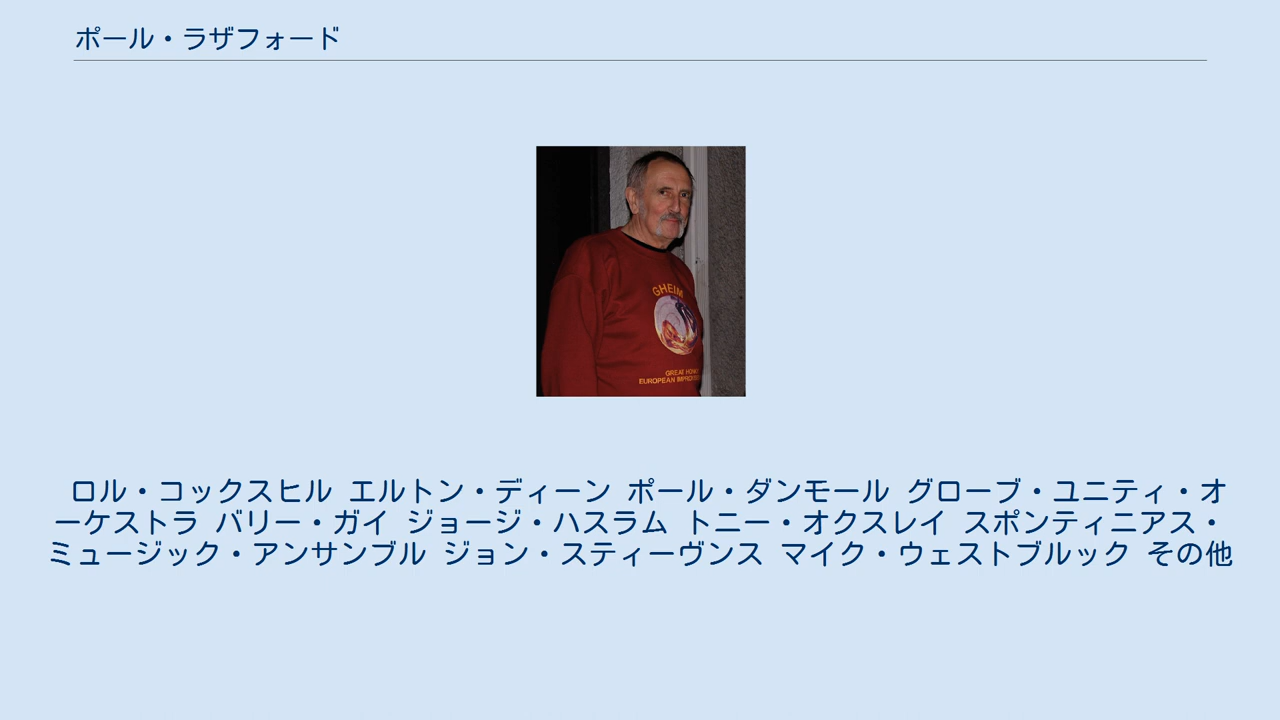 ポール・ラザフォード
GHEIM
GREAT
EUROPEAN
ロル・コックスヒル エルトン・ディーン ポール・ダンモール グローブ・ユニティ・オ
ーケストラ バリー・ガイ ジョージ・ハスラム トニー・オクスレイ スポンティニアス・
ミュージック・アンサンブル ジョン・スティーヴンス マイク・ウェストブルック その他